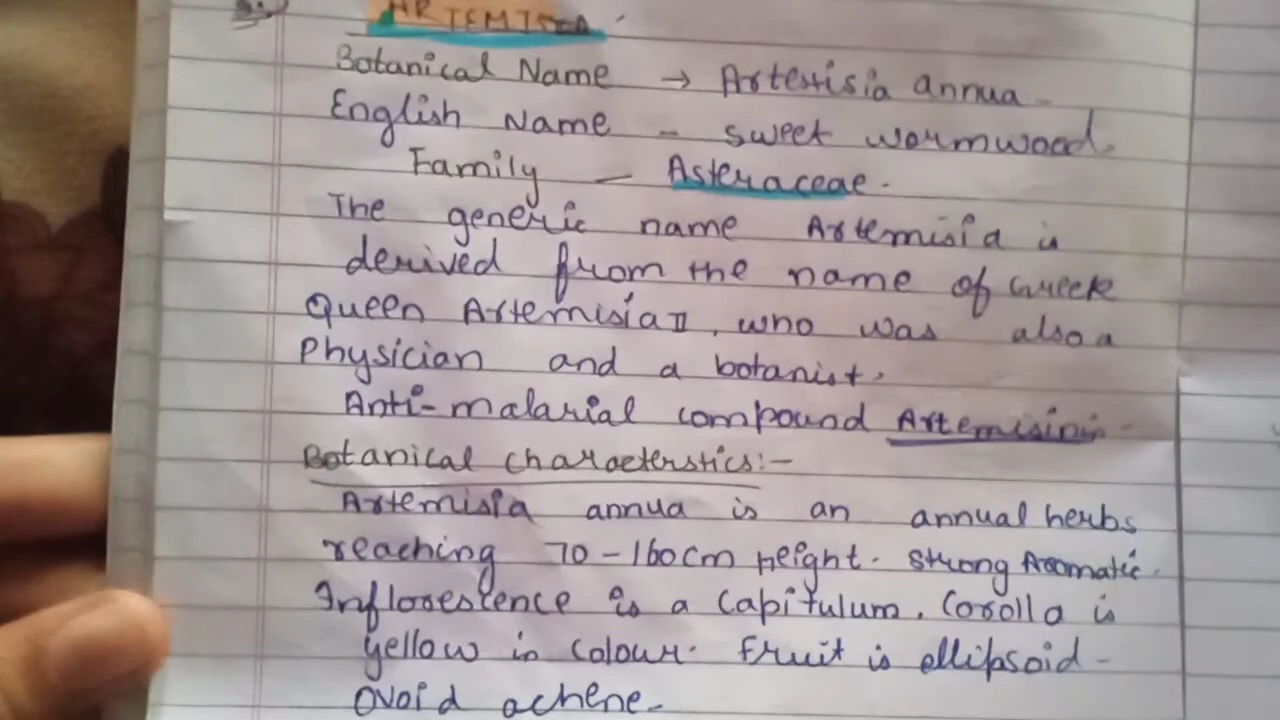 ARTEMISIA
Botanical Name → Artemisia annua
English Name - sweet wormwood.
Family — Asteraceae.
The generic name Artemisia is
derived from the name of Greek
Queen Artemisia II, who was also a
Physician and a botanist.
Anti-malarial compound Artemisinin
Botanical characterstics:-
Artemisia annua is an annual herbs
reaching 70-160cm height. Strong Aromatic.
Infloresence is a capitulum. Corolla is
yellow in colour. Fruit is ellipsoid-
ovoid achene.